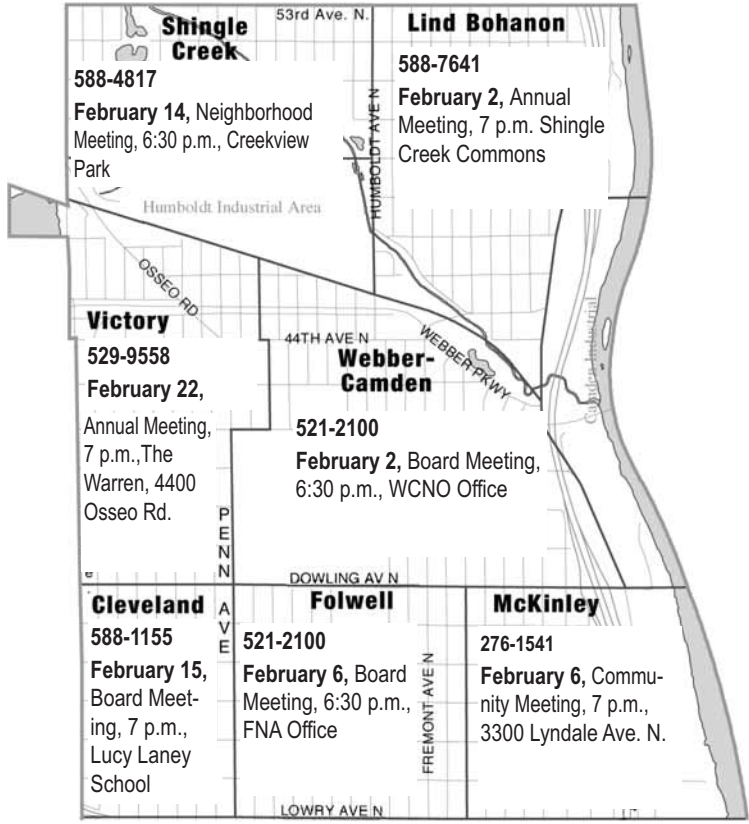 53rd Ave. N.
Shingle
Creek
588-4817
February 14, Neighborhood
Meeting, 6:30 p.m., Creekview
Park
Humboldt Industrial Area
Lind Bohanon
588-7641
February 2, Annual
Meeting, 7 p.m. Shingle
Creek Commons
HUMBOLDT AVE N
OSSEO RD
Victory
529-9558
February 22,
Annual Meeting,
7 p.m.,The
Warren, 4400
Osseo Rd.
44TH AVE N
WEBBER PKWY
Webber-
Camden
521-2100
February 2, Board Meeting,
6:30 p.m., WCNO Office
Camden Industrial
PENN AVE
DOWLING AV N
Cleveland
588-1155
February 15,
Board Meet-
ing, 7 p.m.,
Lucy Laney
School
Folwell
521-2100
February 6, Board
Meeting, 6:30 p.m.,
FNA Office
FREMONT AVE N
McKinley
276-1541
February 6, Commu-
nity Meeting, 7 p.m.,
3300 Lyndale Ave. N.
LOWRY AVE N